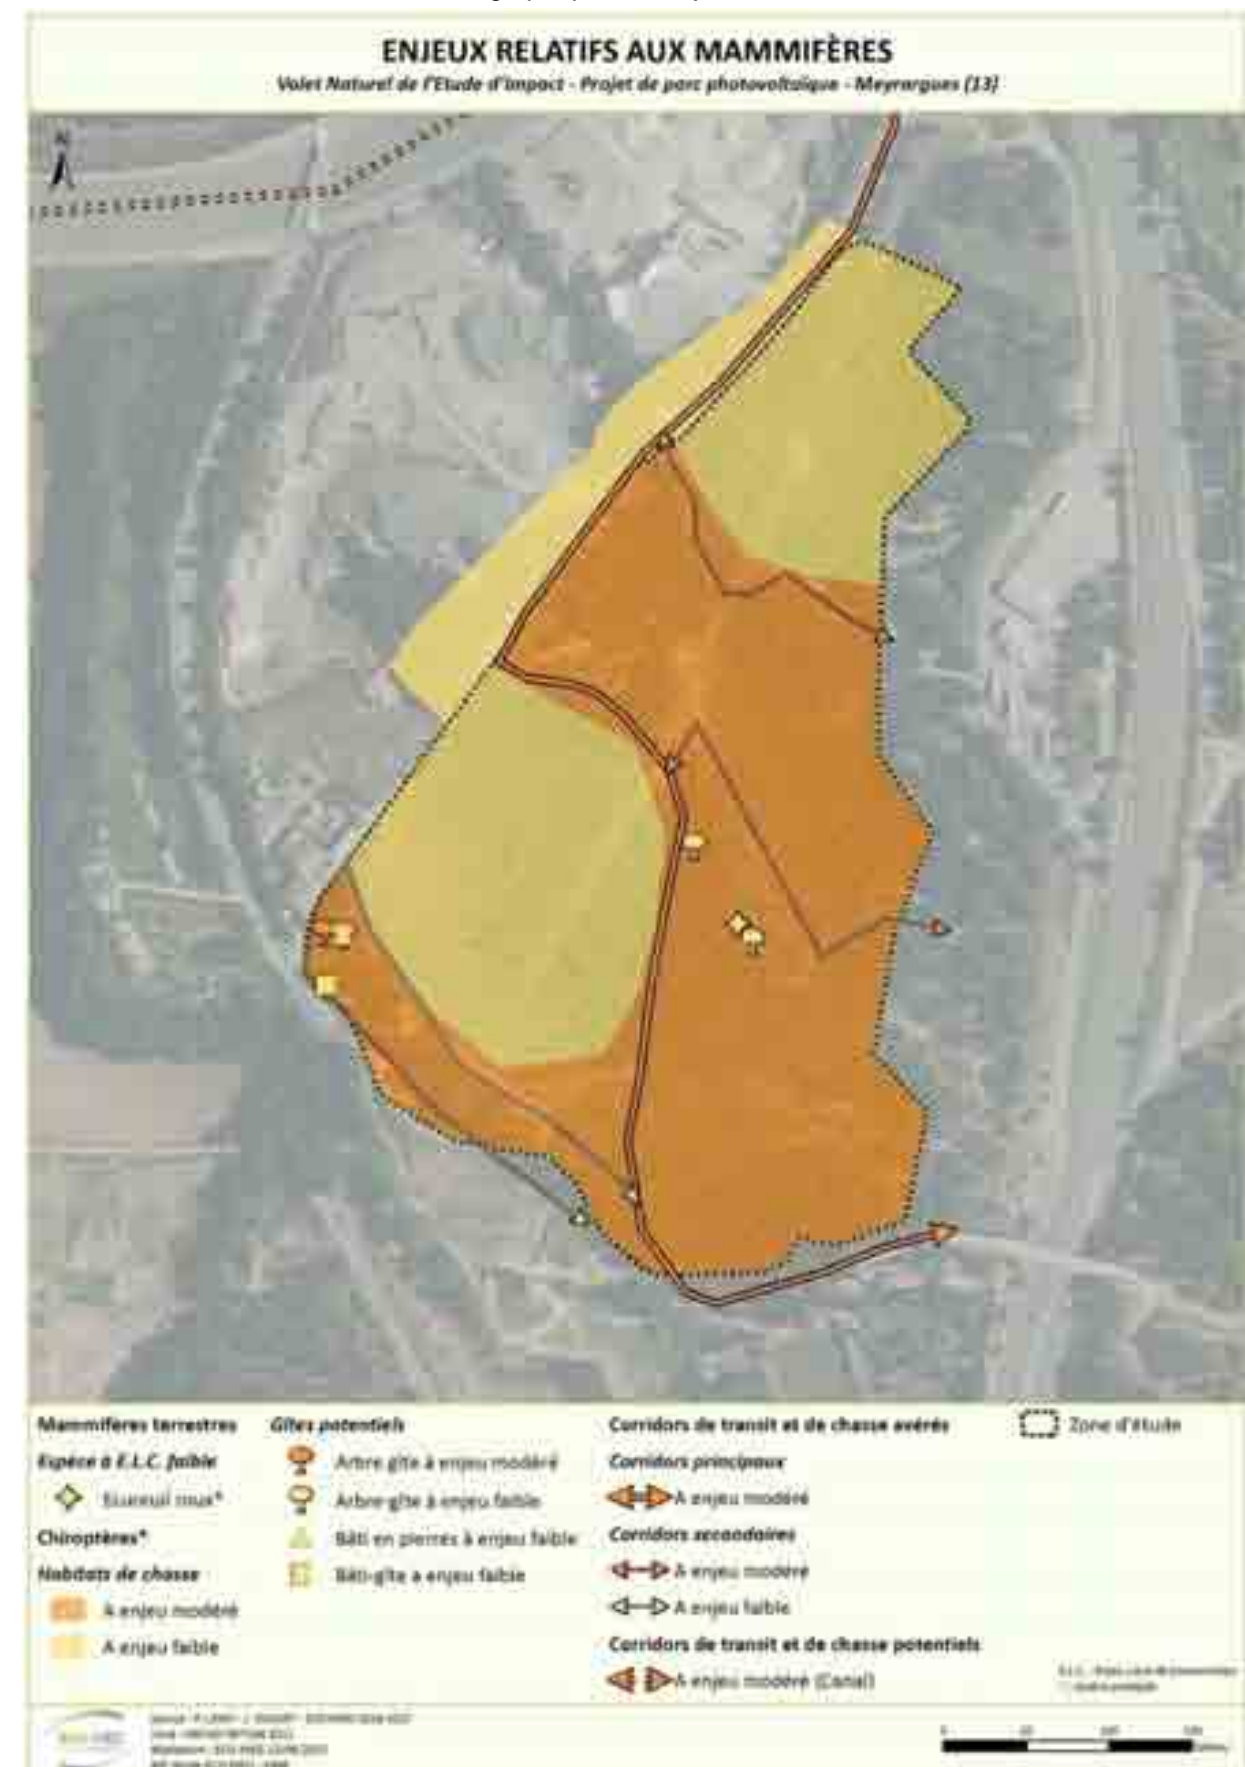 ENJEUX RELATIFS AUX MAMMIFÈRES
Volet Naturel de l'Etude d'Impact - Projet de parc photovoltaïque - Meyrargues (13)
N
Mammifères terrestres
Espèce à E.L.C. faible
Ecureuil roux*
Chiroptères*
Habitats de chasse
A enjeu modéré
A enjeu faible
Gîtes potentiels
Arbre gîte à enjeu modéré
Arbre-gîte à enjeu faible
Bâti en pierres à enjeu faible
Bâti-gîte à enjeu faible
Corridors de transit et de chasse avérés
Corridors principaux
A enjeu modéré
Corridors secondaires
A enjeu modéré
A enjeu faible
Corridors de transit et de chasse potentiels
A enjeu modéré (Canal)
Zone d'étude